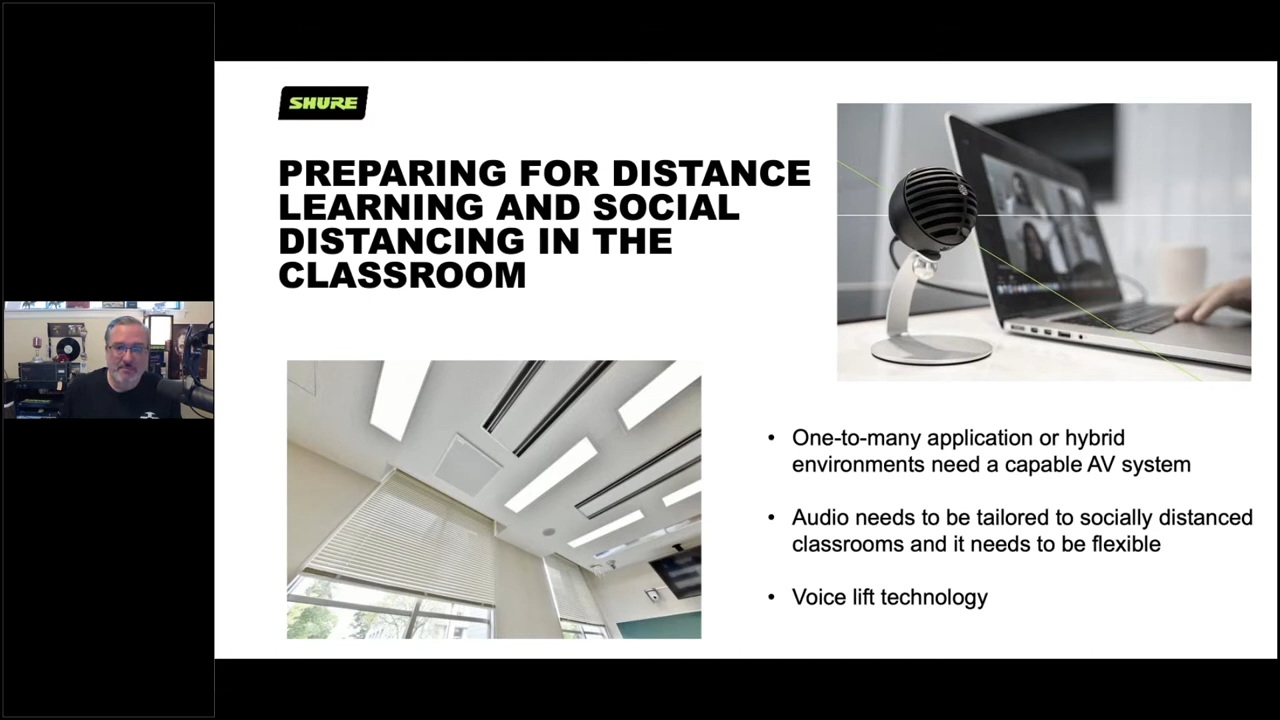 SHURE
PREPARING FOR DISTANCE
LEARNING AND SOCIAL
DISTANCING IN THE
CLASSROOM
• One-to-many application or hybrid
environments need a capable AV system
• Audio needs to be tailored to socially distanced
classrooms and it needs to be flexible
• Voice lift technology